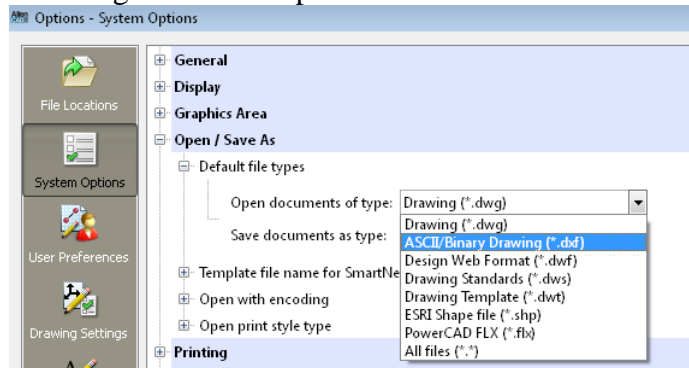 Options - System Options
File Locations
System Options
User Preferences
Drawing Settings
General
Display
Graphics Area
Open / Save As
Default file types
Open documents of type: Drawing (*.dwg)
Drawing (*.dwg)
Save documents as type:
ASCII/Binary Drawing (*.dxf)
Design Web Format (*.dwf)
Template file name for SmartNe
Drawing Standards (*.dws)
Drawing Template (*.dwt)
Open with encoding
ESRI Shape file (*.shp)
Open print style type
PowerCAD FLX (*.flx)
Printing
All files (*.*)